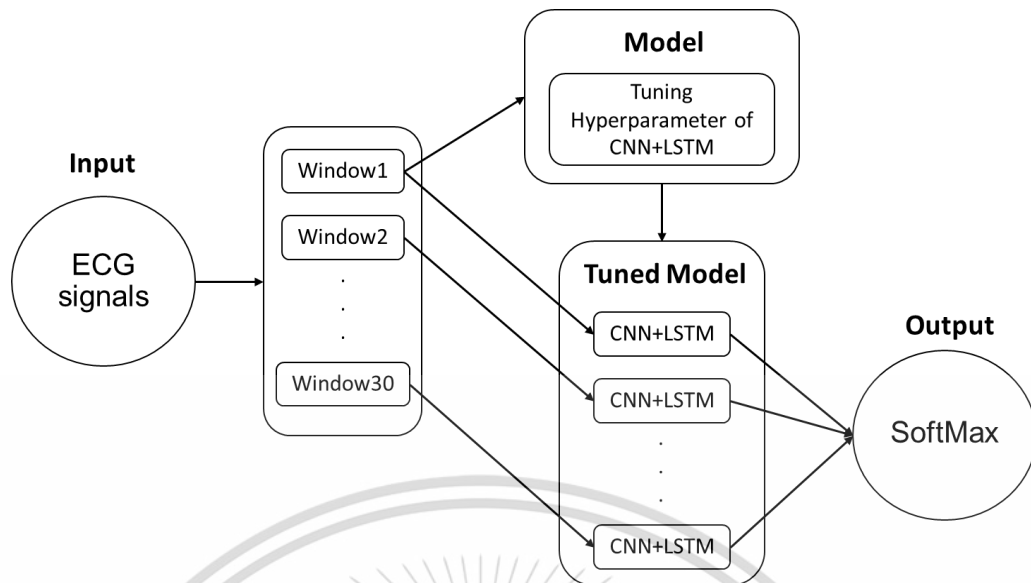 Input
ECG
signals
Window1
Window2
.
.
.
Window30
Model
Tuning
Hyperparameter of
CNN+LSTM
Tuned Model
CNN+LSTM
CNN+LSTM
.
.
.
CNN+LSTM
Output
SoftMax